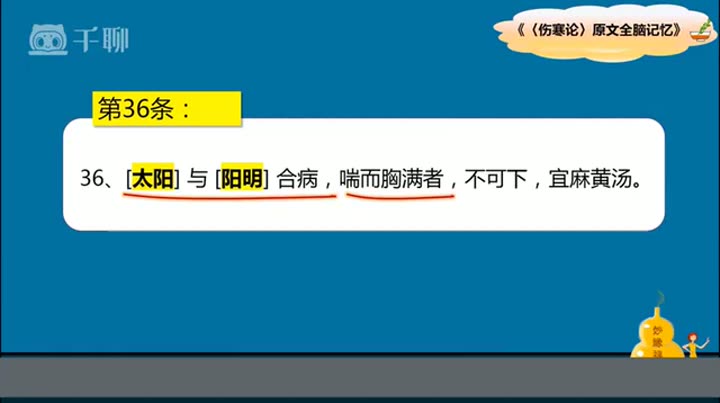 千聊
《〈伤寒论〉原文全脑记忆》
第36条：
36、[太阳] 与 [阳明] 合病，喘而胸满者，不可下，宜麻黄汤。